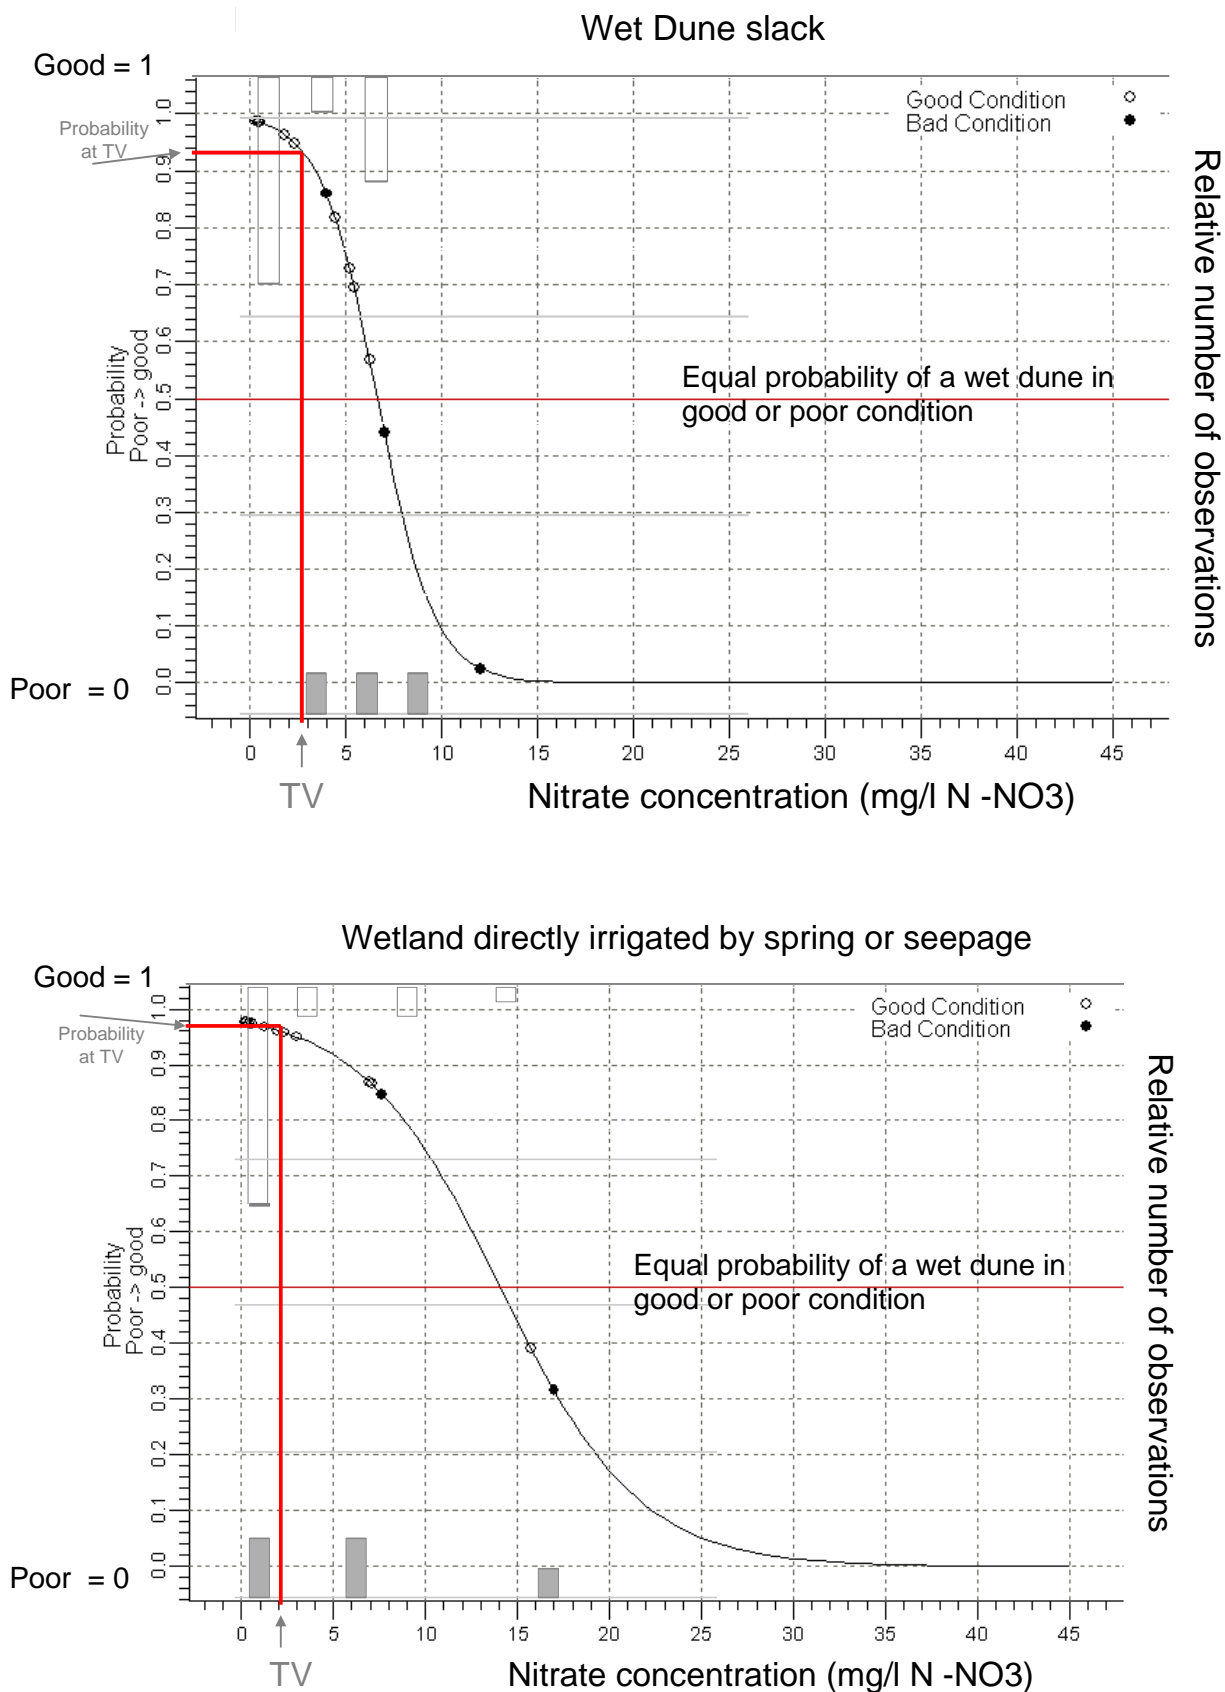 Wet Dune slack
Good = 1
Probability
at TV
Good Condition
Bad Condition
1.0
0.9
0.8
0.7
0.6
0.5
0.4
0.3
0.2
0.1
0.0
Probability
Poor -> good
Equal probability of a wet dune in
good or poor condition
Relative number of observations
Poor = 0
0 5 10 15 20 25 30 35 40 45
TV
Nitrate concentration (mg/l N -NO3)
Wetland directly irrigated by spring or seepage
Good = 1
Probability
at TV
Good Condition
Bad Condition
1.0
0.9
0.8
0.7
0.6
0.5
0.4
0.3
0.2
0.1
0.0
Probability
Poor -> good
Equal probability of a wet dune in
good or poor condition
Relative number of observations
Poor = 0
0 5 10 15 20 25 30 35 40 45
TV
Nitrate concentration (mg/l N -NO3)